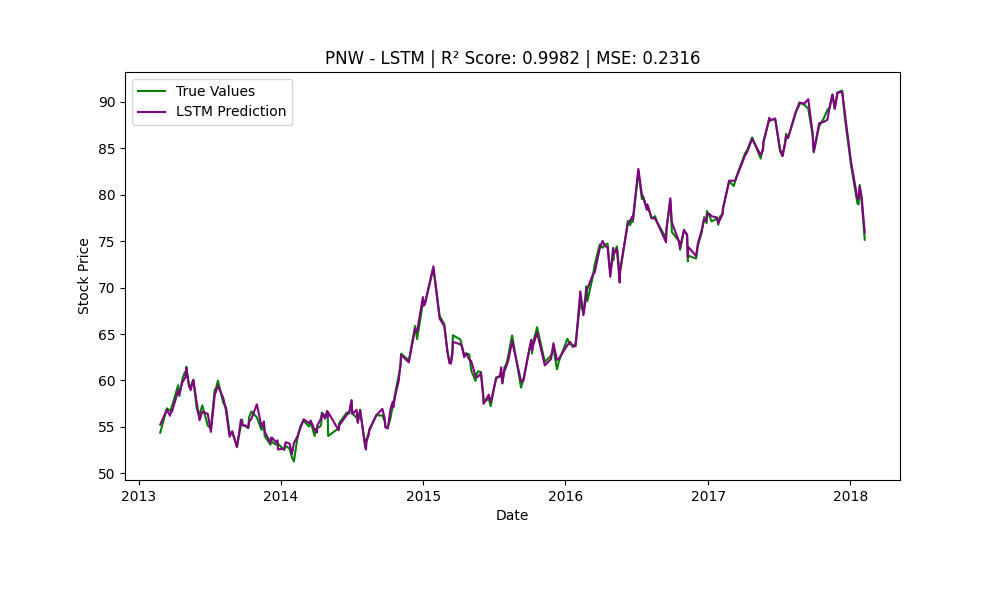 PNW - LSTM | R² Score: 0.9982 | MSE: 0.2316
True Values
LSTM Prediction
90
85
80
75
70
65
60
55
50
Stock Price
2013 2014 2015 2016 2017 2018
Date